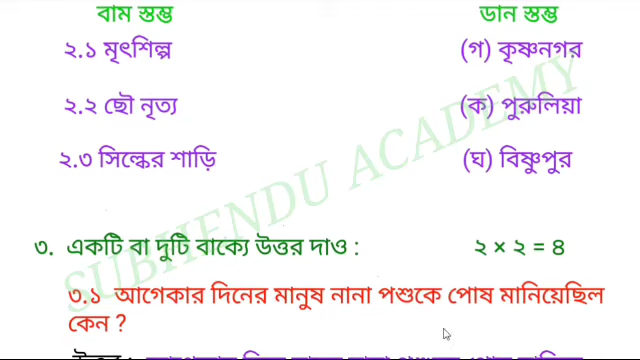 বাম স্তম্ভ ডান স্তম্ভ
২.১ মৃৎশিল্প (গ) কৃষ্ণনগর
২.২ ছৌ নৃত্য (ক) পুরুলিয়া
২.৩ সিল্কের শাড়ি (ঘ) বিষ্ণুপুর
SUBHENDU ACADEMY
৩. একটি বা দুটি বাক্যে উত্তর দাও : ২ × ২ = ৪
৩.১ আগেকার দিনের মানুষ নানা পশুকে পোষ মানিয়েছিল
কেন ?